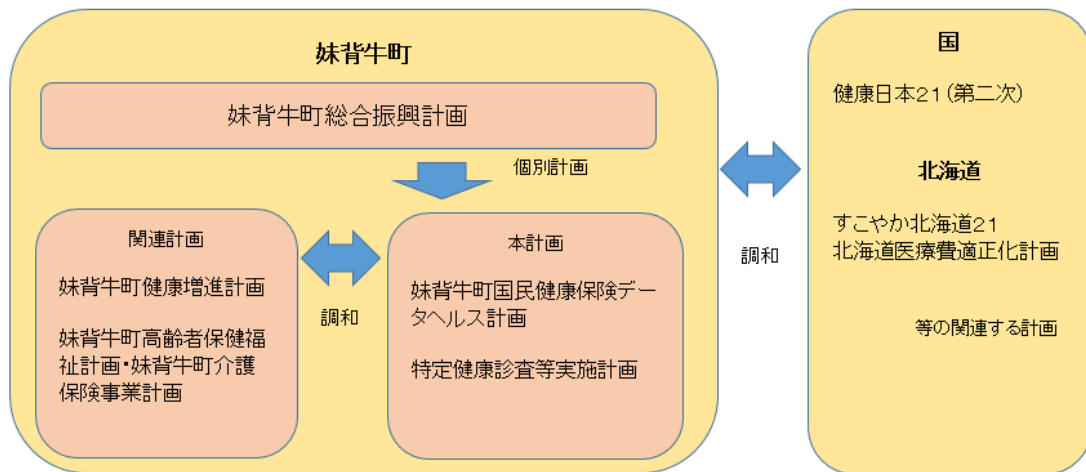 妹背牛町
妹背牛町総合振興計画
個別計画
関連計画
妹背牛町健康増進計画
妹背牛町高齢者保健福
祉計画・妹背牛町介護
保険事業計画
調和
本計画
妹背牛町国民健康保険デー
タヘルス計画
特定健康診査等実施計画
調和
国
健康日本21(第二次)
北海道
すこやか北海道21
北海道医療費適正化計画
等の関連する計画